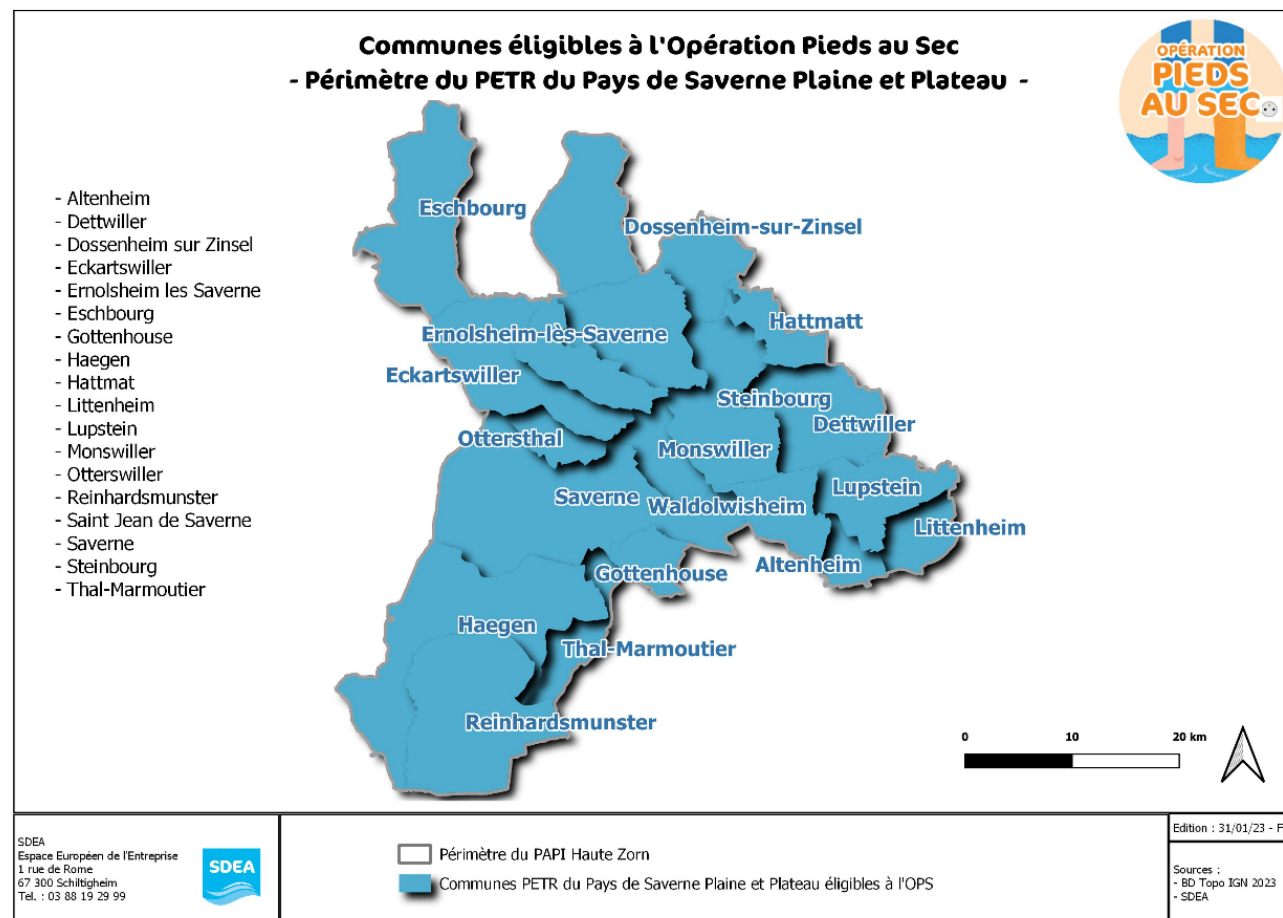 Communes éligibles à l'Opération Pieds au Sec
- Périmètre du PETR du Pays de Saverne Plaine et Plateau -
OPÉRATION
PIEDS
AU SEC
- Altenheim
- Dettwiller
- Dossenheim sur Zinsel
- Eckartswiller
- Ernolsheim les Saverne
- Eschbourg
- Gottenhouse
- Haegen
- Hattmat
- Littenheim
- Lupstein
- Monswiller
- Otterswiller
- Reinhardsmunster
- Saint Jean de Saverne
- Saverne
- Steinbourg
- Thal-Marmoutier
Eschbourg
Dossenheim-sur-Zinsel
Hattmatt
Ernolsheim-lès-Saverne
Eckartswiller
Steinbourg
Dettwiller
Ottersthal
Monswiller
Lupstein
Saverne
Waldolwisheim
Littenheim
Altenheim
Gottenhouse
Haegen
Thal-Marmoutier
Reinhardsmunster
0 10 20 km
SDEA
Espace Européen de l'Entreprise
1 rue de Rome
67 300 Schiltigheim
Tel. : 03 88 19 29 99
SDEA
Périmètre du PAPI Haute Zorn
Communes PETR du Pays de Saverne Plaine et Plateau éligibles à l'OPS
Edition : 31/01/23 - F
Sources :
- BD Topo IGN 2023
- SDEA